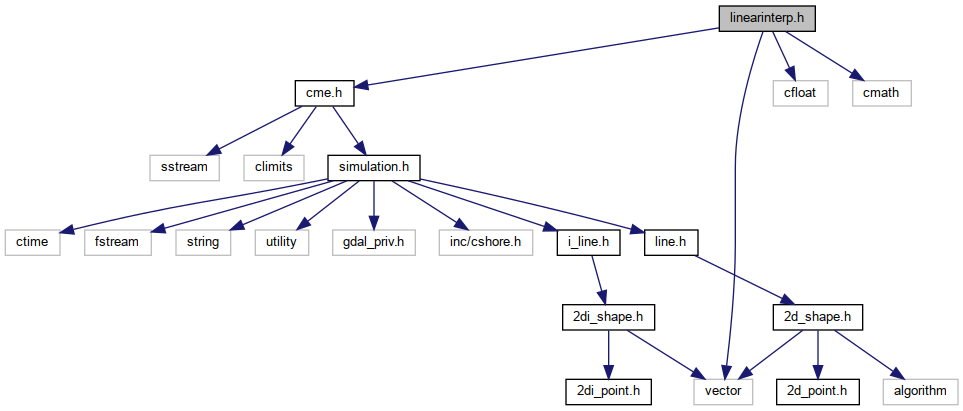 linearinterp.h
cme.h
cfloat
cmath
sstream
climits
simulation.h
ctime
fstream
string
utility
gdal_priv.h
inc/cshore.h
i_line.h
line.h
2di_shape.h
2d_shape.h
2di_point.h
vector
2d_point.h
algorithm